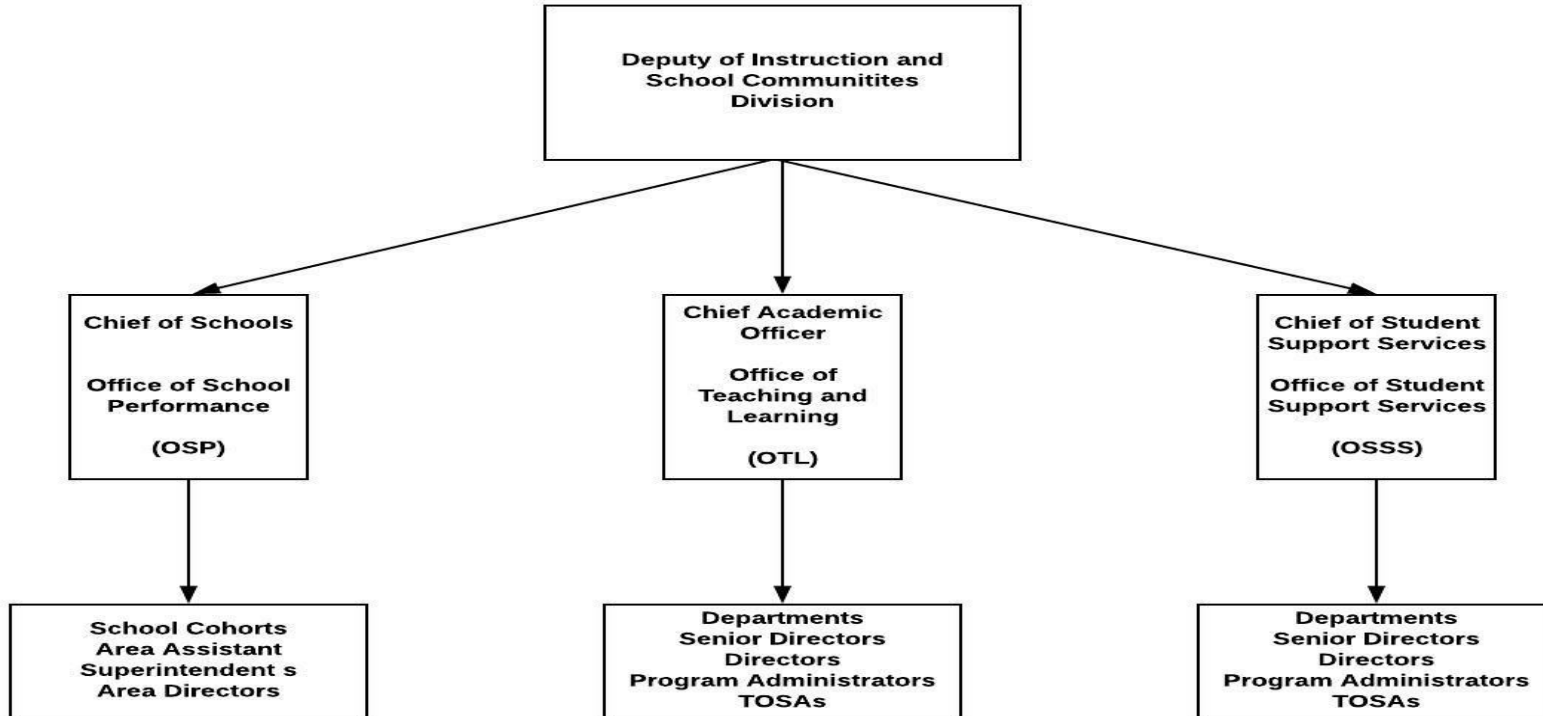 Deputy of Instruction and
School Communitites
Division
Chief of Schools
Office of School
Performance
(OSP)
Chief Academic
Officer
Office of
Teaching and
Learning
(OTL)
Chief of Student
Support Services
Office of Student
Support Services
(OSSS)
School Cohorts
Area Assistant
Superintendent s
Area Directors
Departments
Senior Directors
Directors
Program Administrators
TOSAs
Departments
Senior Directors
Directors
Program Administrators
TOSAs